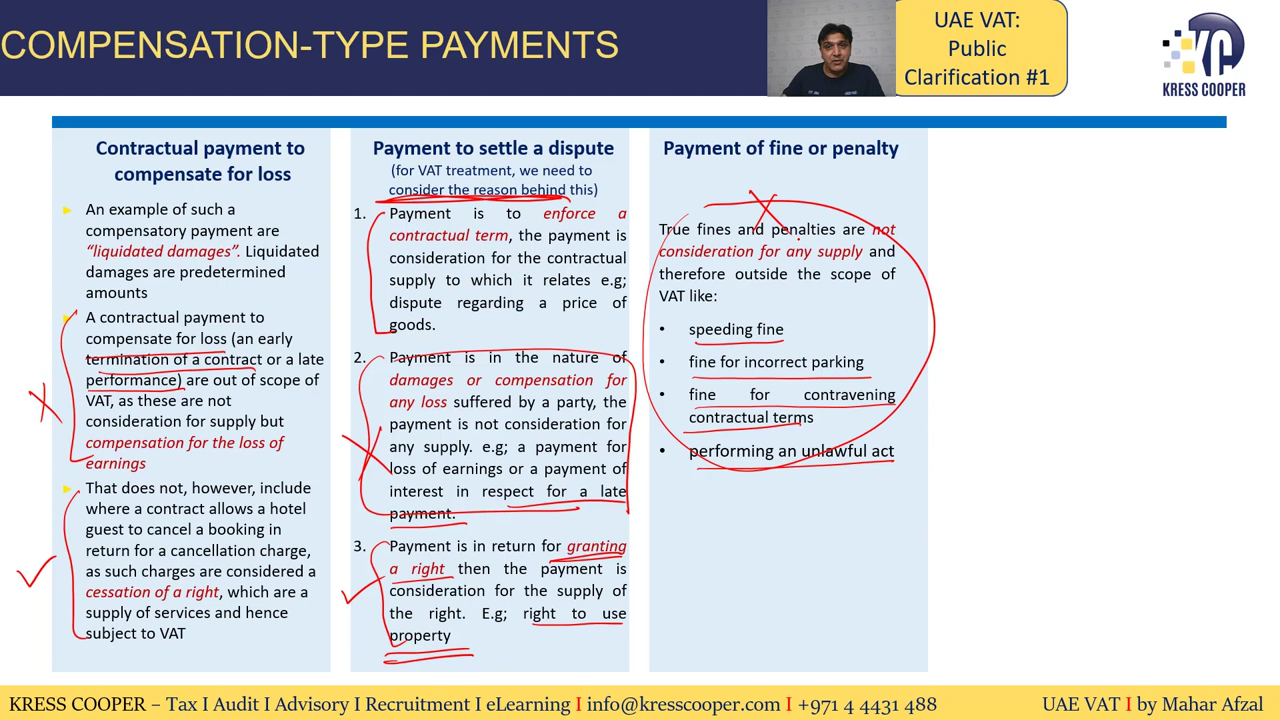 COMPENSATION-TYPE PAYMENTS
UAE VAT:
Public
Clarification #1
KC
KRESS COOPER
Contractual payment to
compensate for loss
An example of such a
compensatory payment are
“liquidated damages”. Liquidated
damages are predetermined
amounts
A contractual payment to
compensate for loss (an early
termination of a contract or a late
performance) are out of scope of
VAT, as these are not
consideration for supply but
compensation for the loss of
earnings
That does not, however, include
where a contract allows a hotel
guest to cancel a booking in
return for a cancellation charge,
as such charges are considered a
cessation of a right, which are a
supply of services and hence
subject to VAT
Payment to settle a dispute
(for VAT treatment, we need to
consider the reason behind this)
1. Payment is to enforce a
contractual term, the payment is
consideration for the contractual
supply to which it relates e.g;
dispute regarding a price of
goods.
2. Payment is in the nature of
damages or compensation for
any loss suffered by a party, the
payment is not consideration for
any supply. e.g; a payment for
loss of earnings or a payment of
interest in respect for a late
payment.
3. Payment is in return for granting
a right then the payment is
consideration for the supply of
the right. E.g; right to use
property
Payment of fine or penalty
True fines and penalties are not
consideration for any supply and
therefore outside the scope of
VAT like:
• speeding fine
• fine for incorrect parking
• fine for contravening
contractual terms
• performing an unlawful act
KRESS COOPER – Tax I Audit I Advisory I Recruitment I eLearning I info@kresscooper.com I +971 4 4431 488
UAE VAT I by Mahar Afzal